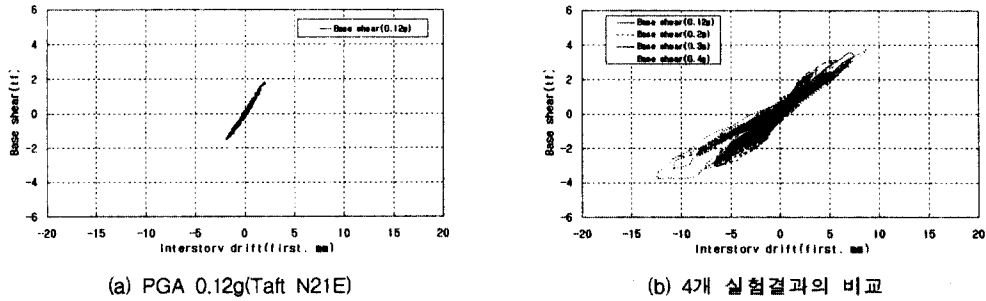 6
4
2
0
-2
-4
-6
Base shear(tf)
Base shear(0.12g)
-20 -15 -10 -5 0 5 10 15 20
Interstory drift(first. mm)
(a) PGA 0.12g(Taft N21E)
6
4
2
0
-2
-4
-6
Base shear(tf)
Base shear(0.12g)
Base shear(0.2g)
Base shear(0.3g)
Base shear(0.4g)
-20 -15 -10 -5 0 5 10 15 20
Interstory drift(first. mm)
(b) 4개 실험결과의 비교